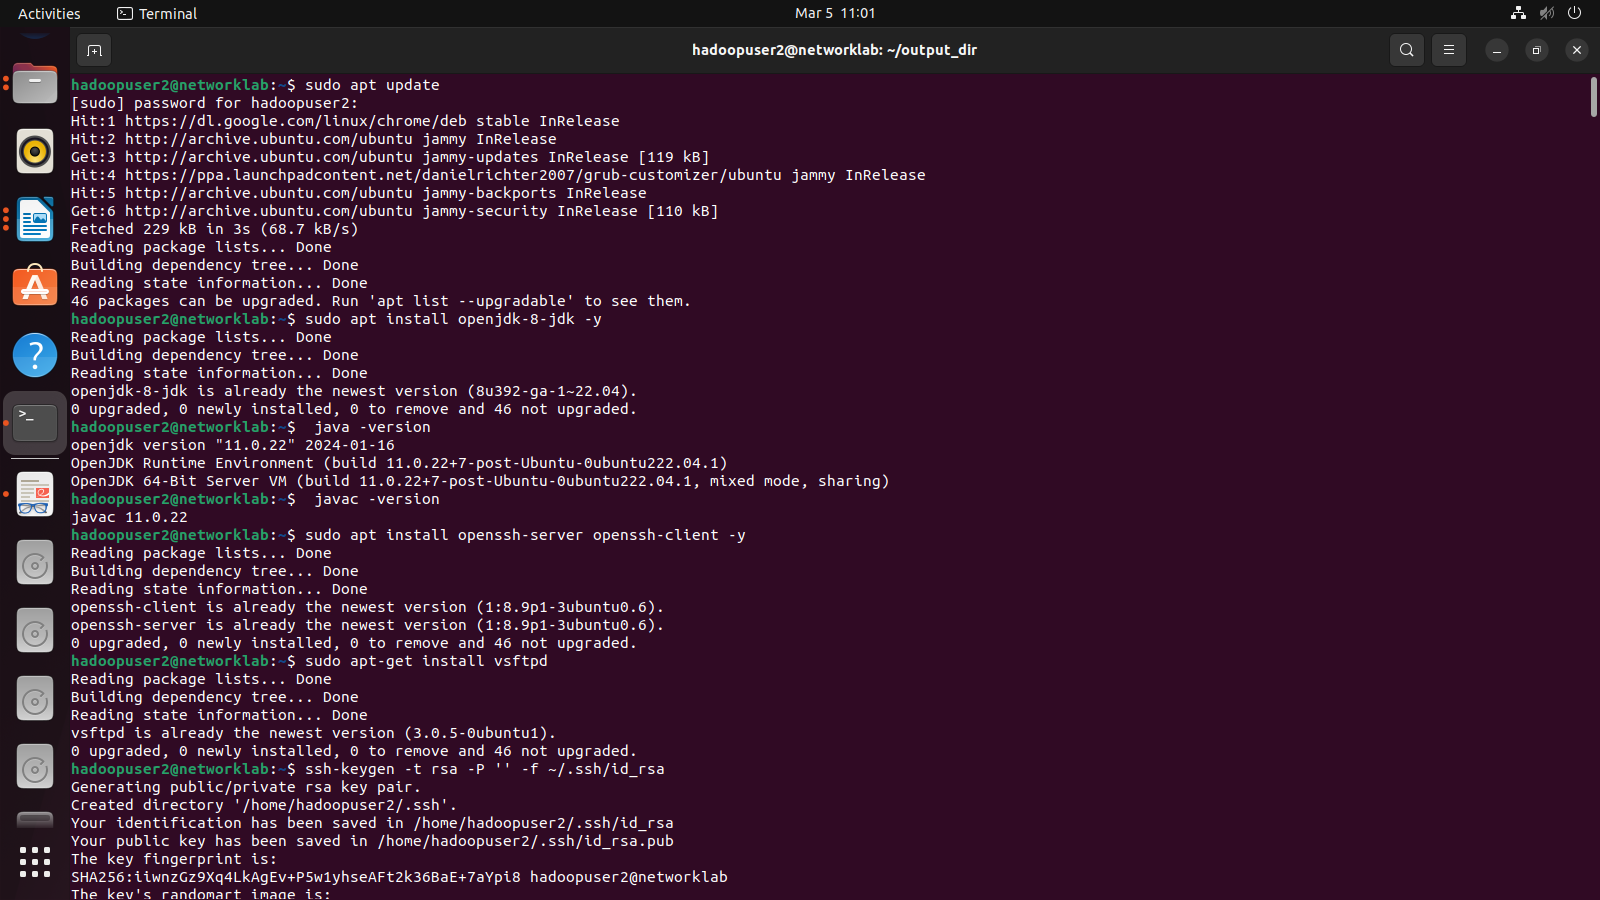 Activities
Terminal
Mar 5 11:01
hadoopuser2@networklab: ~/output_dir
hadoopuser2@networklab:~$ sudo apt update
[sudo] password for hadoopuser2:
Hit:1 https://dl.google.com/linux/chrome/deb stable InRelease
Hit:2 http://archive.ubuntu.com/ubuntu jammy InRelease
Get:3 http://archive.ubuntu.com/ubuntu jammy-updates InRelease [119 kB]
Hit:4 https://ppa.launchpadcontent.net/danielrichter2007/grub-customizer/ubuntu jammy InRelease
Hit:5 http://archive.ubuntu.com/ubuntu jammy-backports InRelease
Get:6 http://archive.ubuntu.com/ubuntu jammy-security InRelease [110 kB]
Fetched 229 kB in 3s (68.7 kB/s)
Reading package lists... Done
Building dependency tree... Done
Reading state information... Done
46 packages can be upgraded. Run 'apt list --upgradable' to see them.
hadoopuser2@networklab:~$ sudo apt install openjdk-8-jdk -y
Reading package lists... Done
Building dependency tree... Done
Reading state information... Done
openjdk-8-jdk is already the newest version (8u392-ga-1~22.04).
0 upgraded, 0 newly installed, 0 to remove and 46 not upgraded.
hadoopuser2@networklab:~$  java -version
openjdk version "11.0.22" 2024-01-16
OpenJDK Runtime Environment (build 11.0.22+7-post-Ubuntu-0ubuntu222.04.1)
OpenJDK 64-Bit Server VM (build 11.0.22+7-post-Ubuntu-0ubuntu222.04.1, mixed mode, sharing)
hadoopuser2@networklab:~$  javac -version
javac 11.0.22
hadoopuser2@networklab:~$ sudo apt install openssh-server openssh-client -y
Reading package lists... Done
Building dependency tree... Done
Reading state information... Done
openssh-client is already the newest version (1:8.9p1-3ubuntu0.6).
openssh-server is already the newest version (1:8.9p1-3ubuntu0.6).
0 upgraded, 0 newly installed, 0 to remove and 46 not upgraded.
hadoopuser2@networklab:~$ sudo apt-get install vsftpd
Reading package lists... Done
Building dependency tree... Done
Reading state information... Done
vsftpd is already the newest version (3.0.5-0ubuntu1).
0 upgraded, 0 newly installed, 0 to remove and 46 not upgraded.
hadoopuser2@networklab:~$ ssh-keygen -t rsa -P '' -f ~/.ssh/id_rsa
Generating public/private rsa key pair.
Created directory '/home/hadoopuser2/.ssh'.
Your identification has been saved in /home/hadoopuser2/.ssh/id_rsa
Your public key has been saved in /home/hadoopuser2/.ssh/id_rsa.pub
The key fingerprint is:
SHA256:iiwnzGz9Xq4LkAgEv+P5w1yhseAFt2k36BaE+7aYpi8 hadoopuser2@networklab
The key's randomart image is: